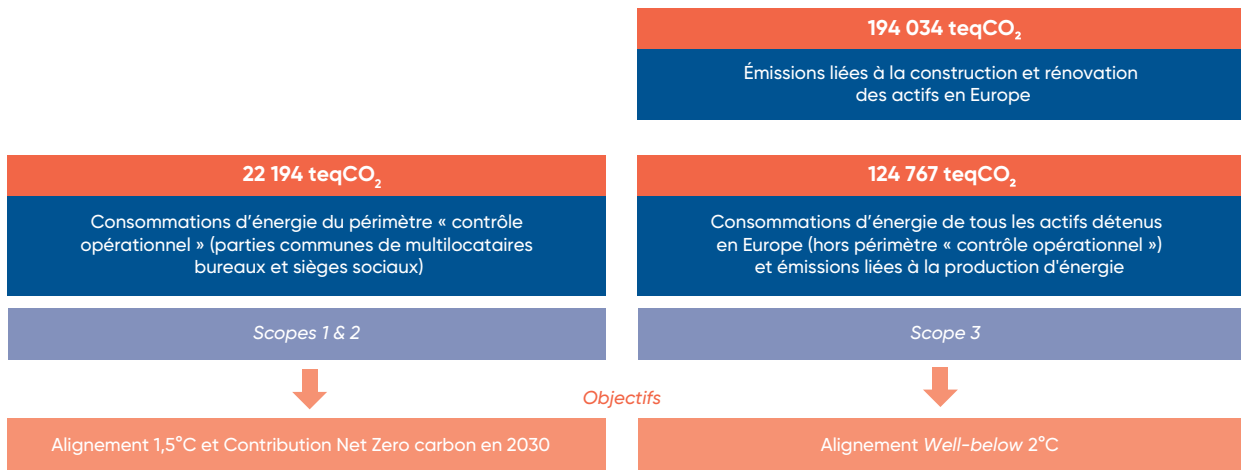 194 034 teqCO₂
Émissions liées à la construction et rénovation
des actifs en Europe
22 194 teqCO₂
Consommations d’énergie du périmètre « contrôle
opérationnel » (parties communes de multilocataires
bureaux et sièges sociaux)
Scopes 1 & 2
124 767 teqCO₂
Consommations d’énergie de tous les actifs détenus
en Europe (hors périmètre « contrôle opérationnel »)
et émissions liées à la production d'énergie
Scope 3
Objectifs
Alignement 1,5°C et Contribution Net Zero carbon en 2030
Alignement Well-below 2°C